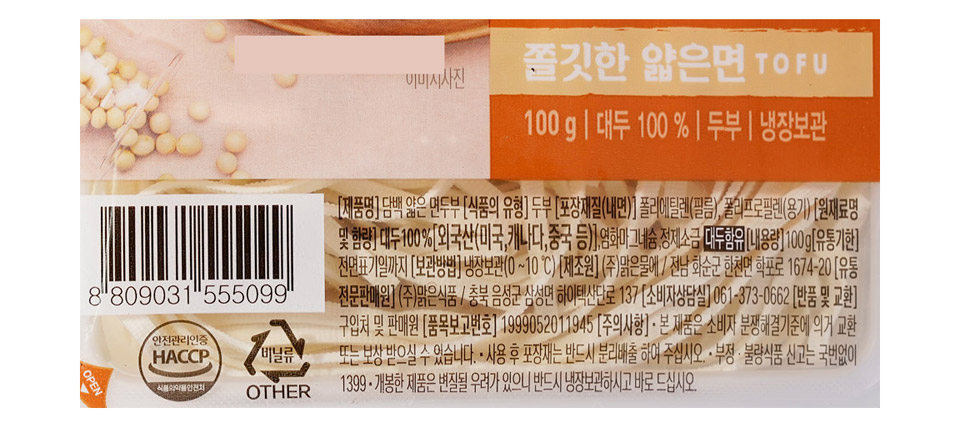 이미지사진
쫄깃한 얇은면 TOFU
100 g | 대두 100 % | 두부 | 냉장보관
[제품명] 담백 얇은 면두부 [식품의 유형] 두부 [포장재질(내면)] 폴리에틸렌(필름), 폴리프로필렌(용기) [원재료명
및 함량] 대두100%[외국산(미국,캐나다,중국 등)],염화마그네슘,정제소금 대두함유 [내용량] 100g [유통기한]
전면표기일까지 [보관방법] 냉장보관(0~10℃) [제조원] (주)맑은물에 / 전남 화순군 한천면 학포로 1674-20 [유통
전문판매원] (주)맑은식품 / 충북 음성군 삼성면 하이텍산단로 137 [소비자상담실] 061-373-0662 [반품 및 교환]
구입처 및 판매원 [품목보고번호] 1999052011945 [주의사항] • 본 제품은 소비자 분쟁해결기준에 의거 교환
또는 보상 받으실 수 있습니다. • 사용 후 포장재는 반드시 분리배출 하여 주십시오. • 부정·불량식품 신고는 국번없이
1399 • 개봉한 제품은 변질될 우려가 있으니 반드시 냉장보관하시고 바로 드십시오.
8 809031 555099
안전관리인증
HACCP
식품의약품안전처
비닐류
OTHER
OPEN